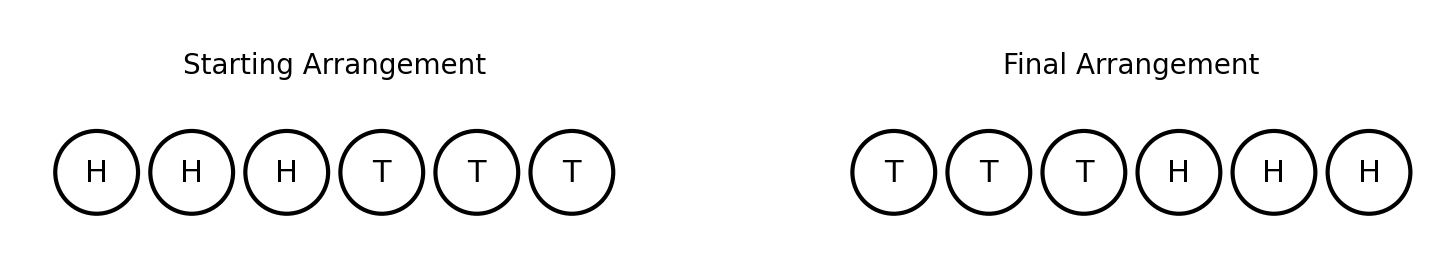 Starting Arrangement
H H H T T T
Final Arrangement
T T T H H H